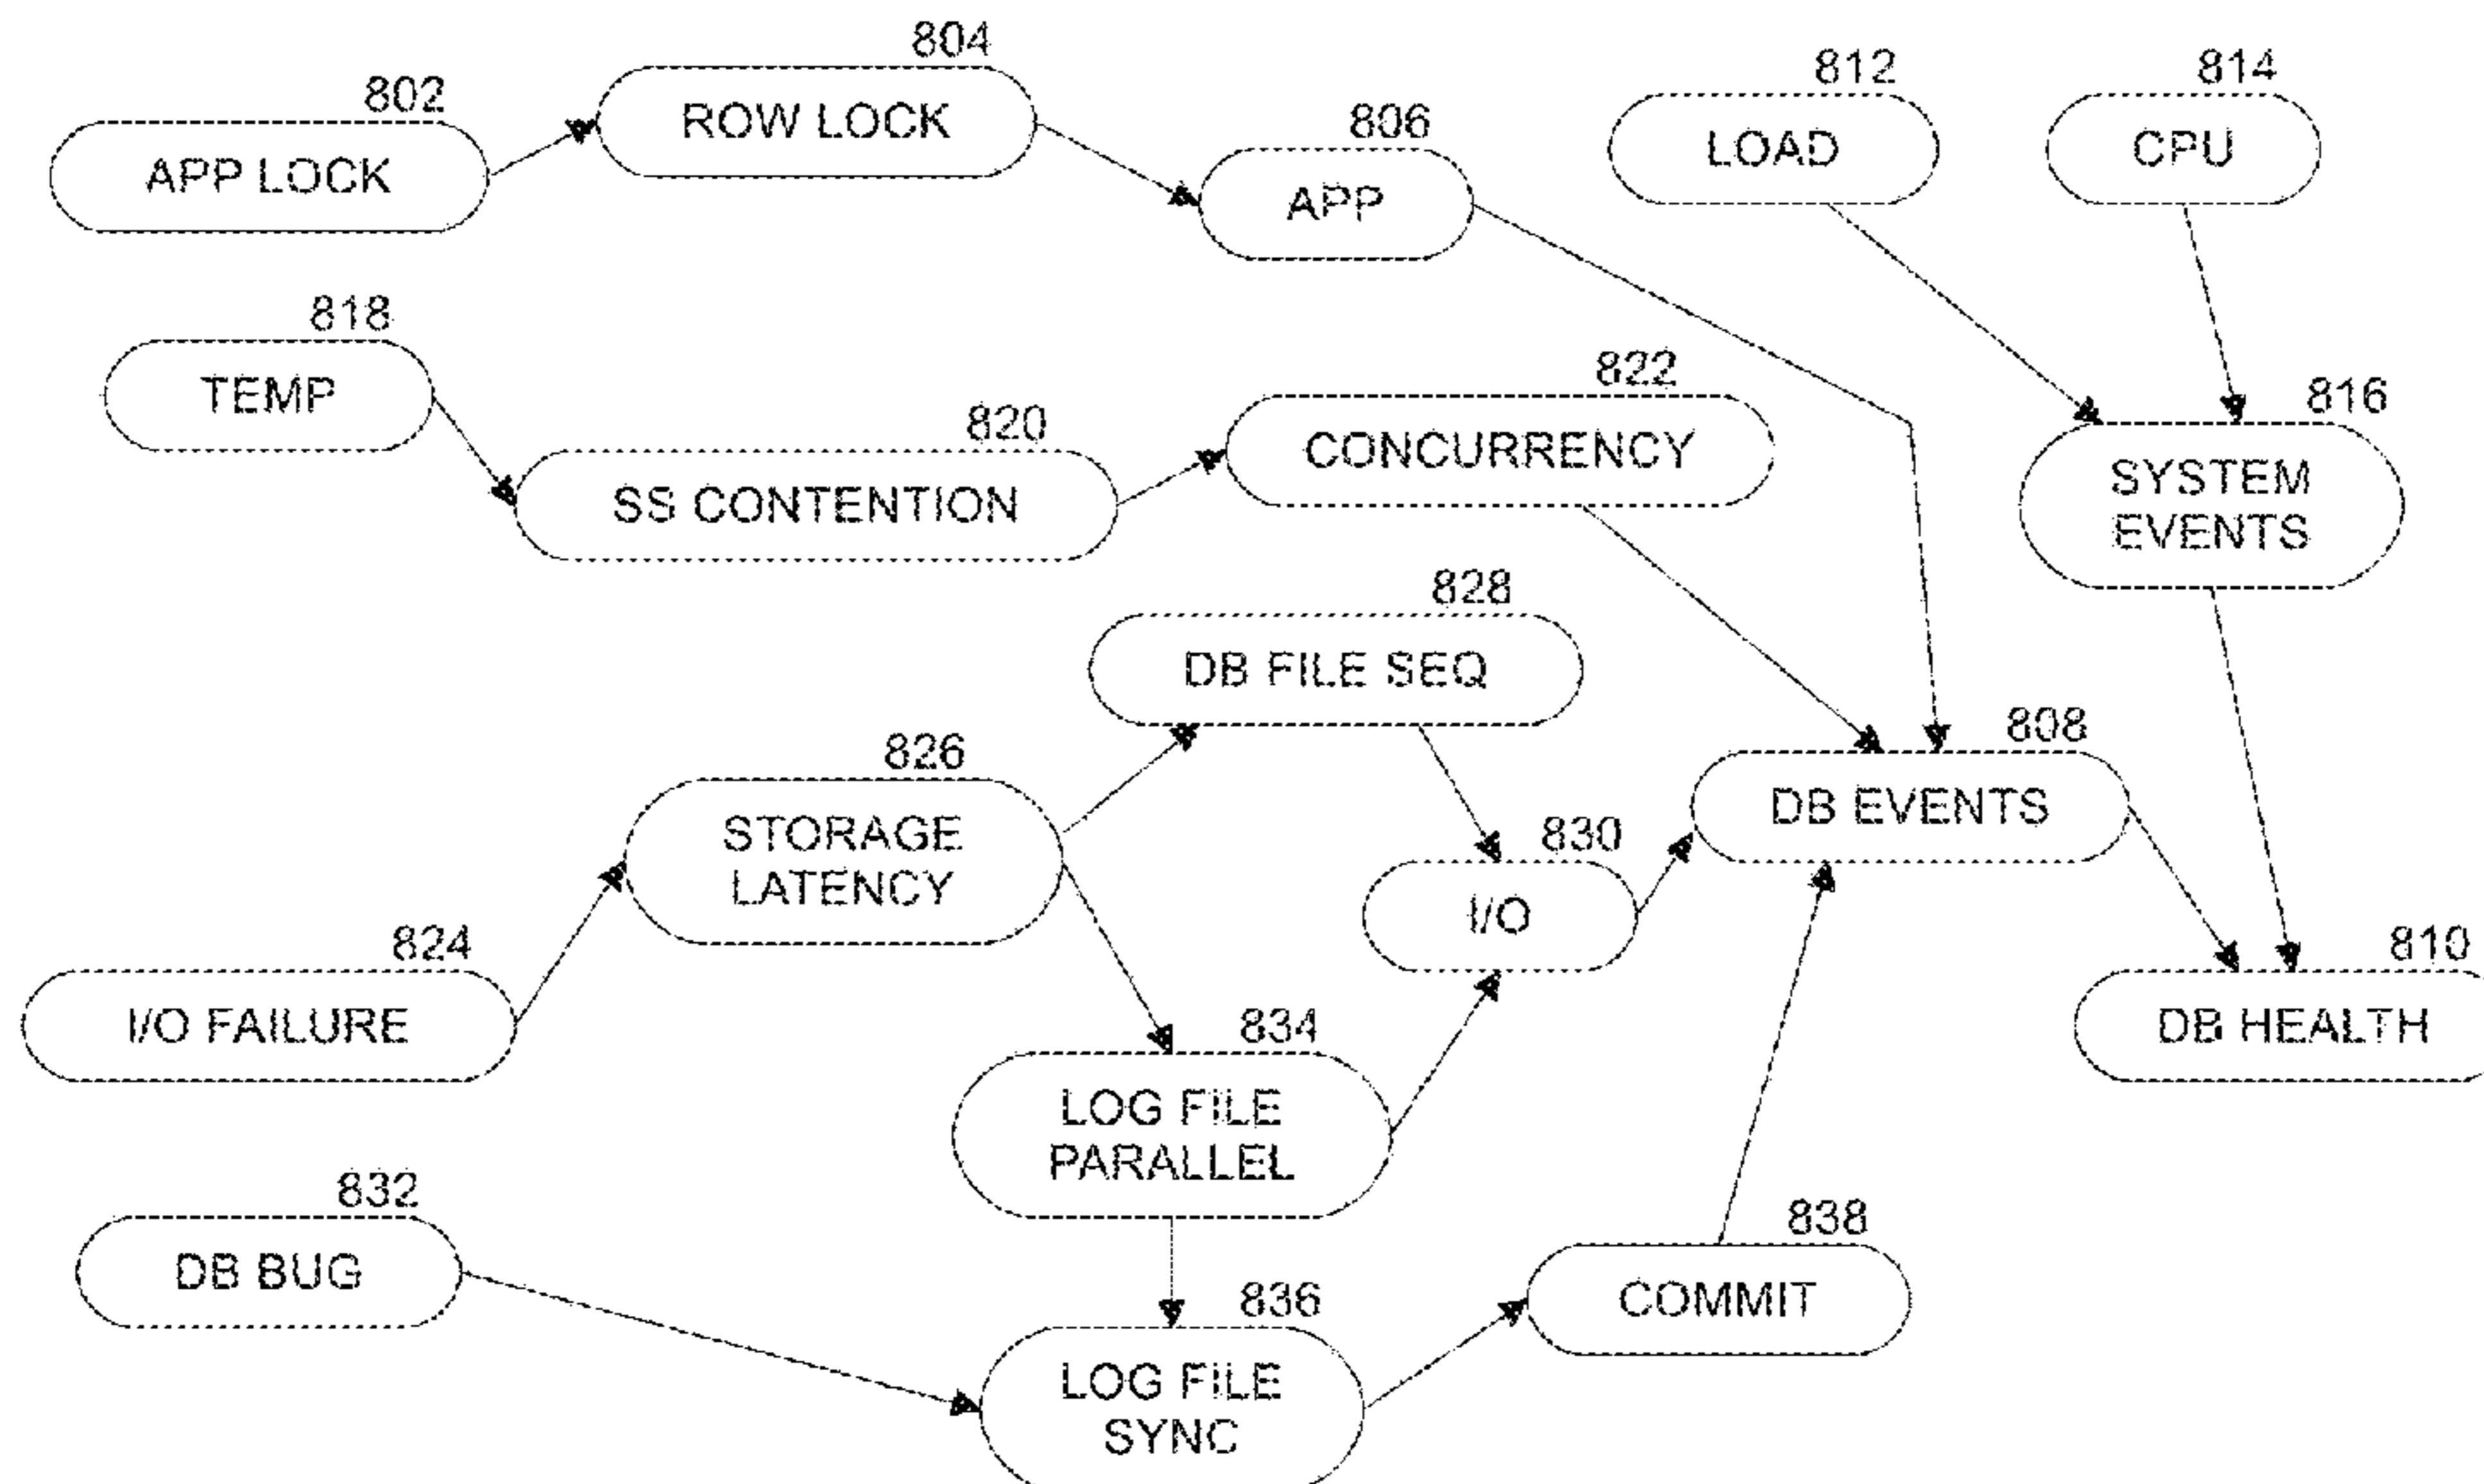 804
812
814
802
ROW LOCK
806
LOAD
CPU
APP LOCK
APP
818
822
816
TEMP
820
CONCURRENCY
SYSTEM
EVENTS
SS CONTENTION
828
DB FILE SEQ
826
808
STORAGE
LATENCY
830
DB EVENTS
I/O
824
810
I/O FAILURE
834
DB HEALTH
LOG FILE
PARALLEL
832
838
DB BUG
836
COMMIT
LOG FILE
SYNC